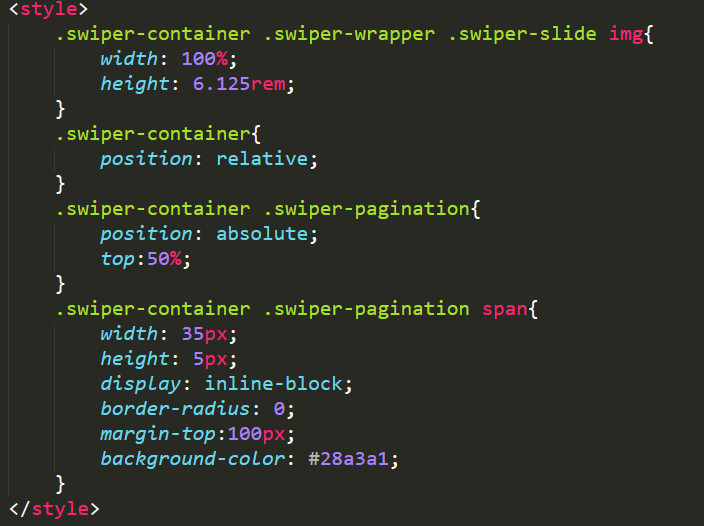 <style>
.swiper-container .swiper-wrapper .swiper-slide img{
width: 100%;
height: 6.125rem;
}
.swiper-container{
position: relative;
}
.swiper-container .swiper-pagination{
position: absolute;
top:50%;
}
.swiper-container .swiper-pagination span{
width: 35px;
height: 5px;
display: inline-block;
border-radius: 0;
margin-top:100px;
background-color: #28a3a1;
}
</style>